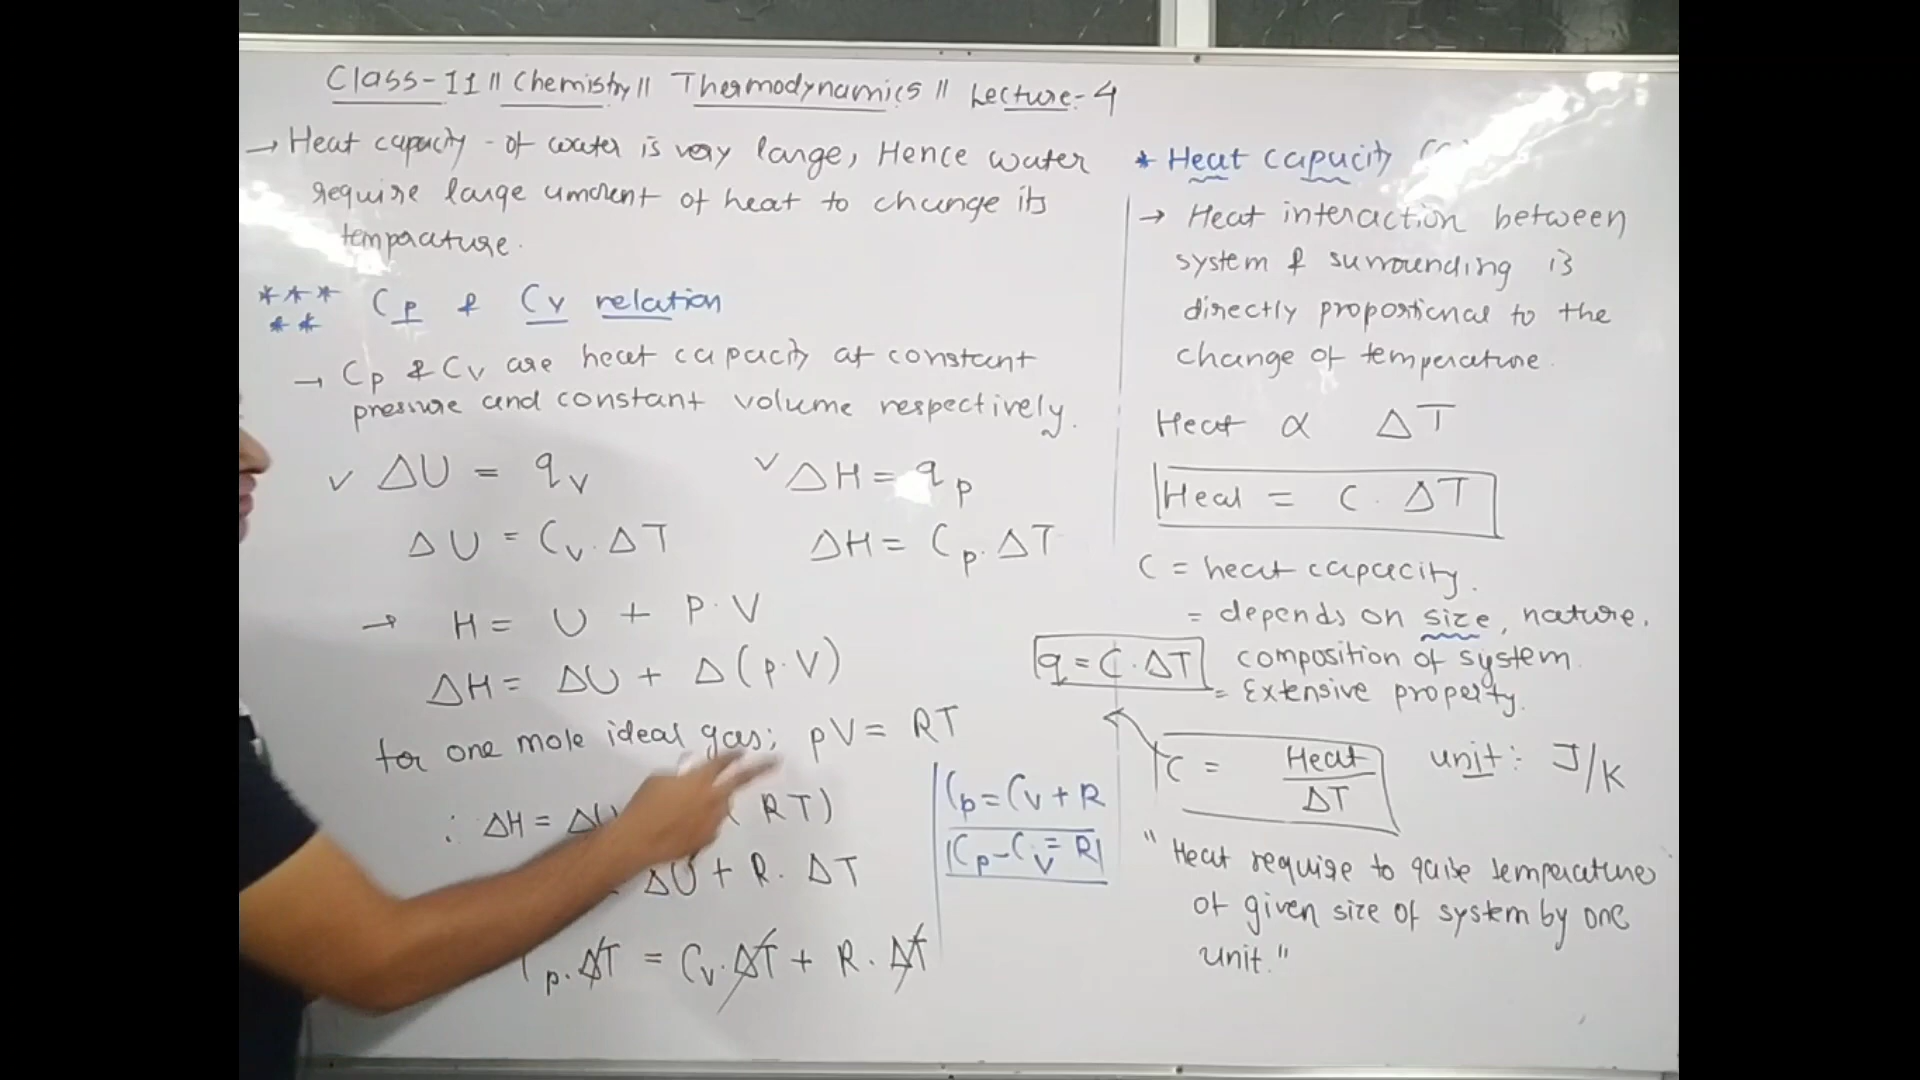 Class-11 || Chemistry || Thermodynamics || Lecture-4
→ Heat capacity - of water is very large, Hence water
require large amount of heat to change its
temperature.
*** Cp & Cv relation
**
→ Cp & Cv are heat capacity at constant
pressure and constant volume respectively.
✓ ΔU = qv
✓ ΔH = qp
ΔU = Cv. ΔT
ΔH = Cp. ΔT
→ H = U + P.V
ΔH = ΔU + Δ(p.V)
for one mole ideal gas; pV = RT
∴ ΔH = ΔU ( RT)
= ΔU + R. ΔT
Cp. ΔT = Cv. ΔT + R. ΔT
Cp = Cv + R
Cp - Cv = R
* Heat capacity
→ Heat interaction between
system & surrounding is
directly proportional to the
change of temperature.
Heat ∝ ΔT
Heat = C. ΔT
C = heat capacity.
= depends on size, nature,
composition of system.
= Extensive property.
q = C. ΔT
C = Heat / ΔT unit: J/K
"Heat require to raise temperature
of given size of system by one
unit."